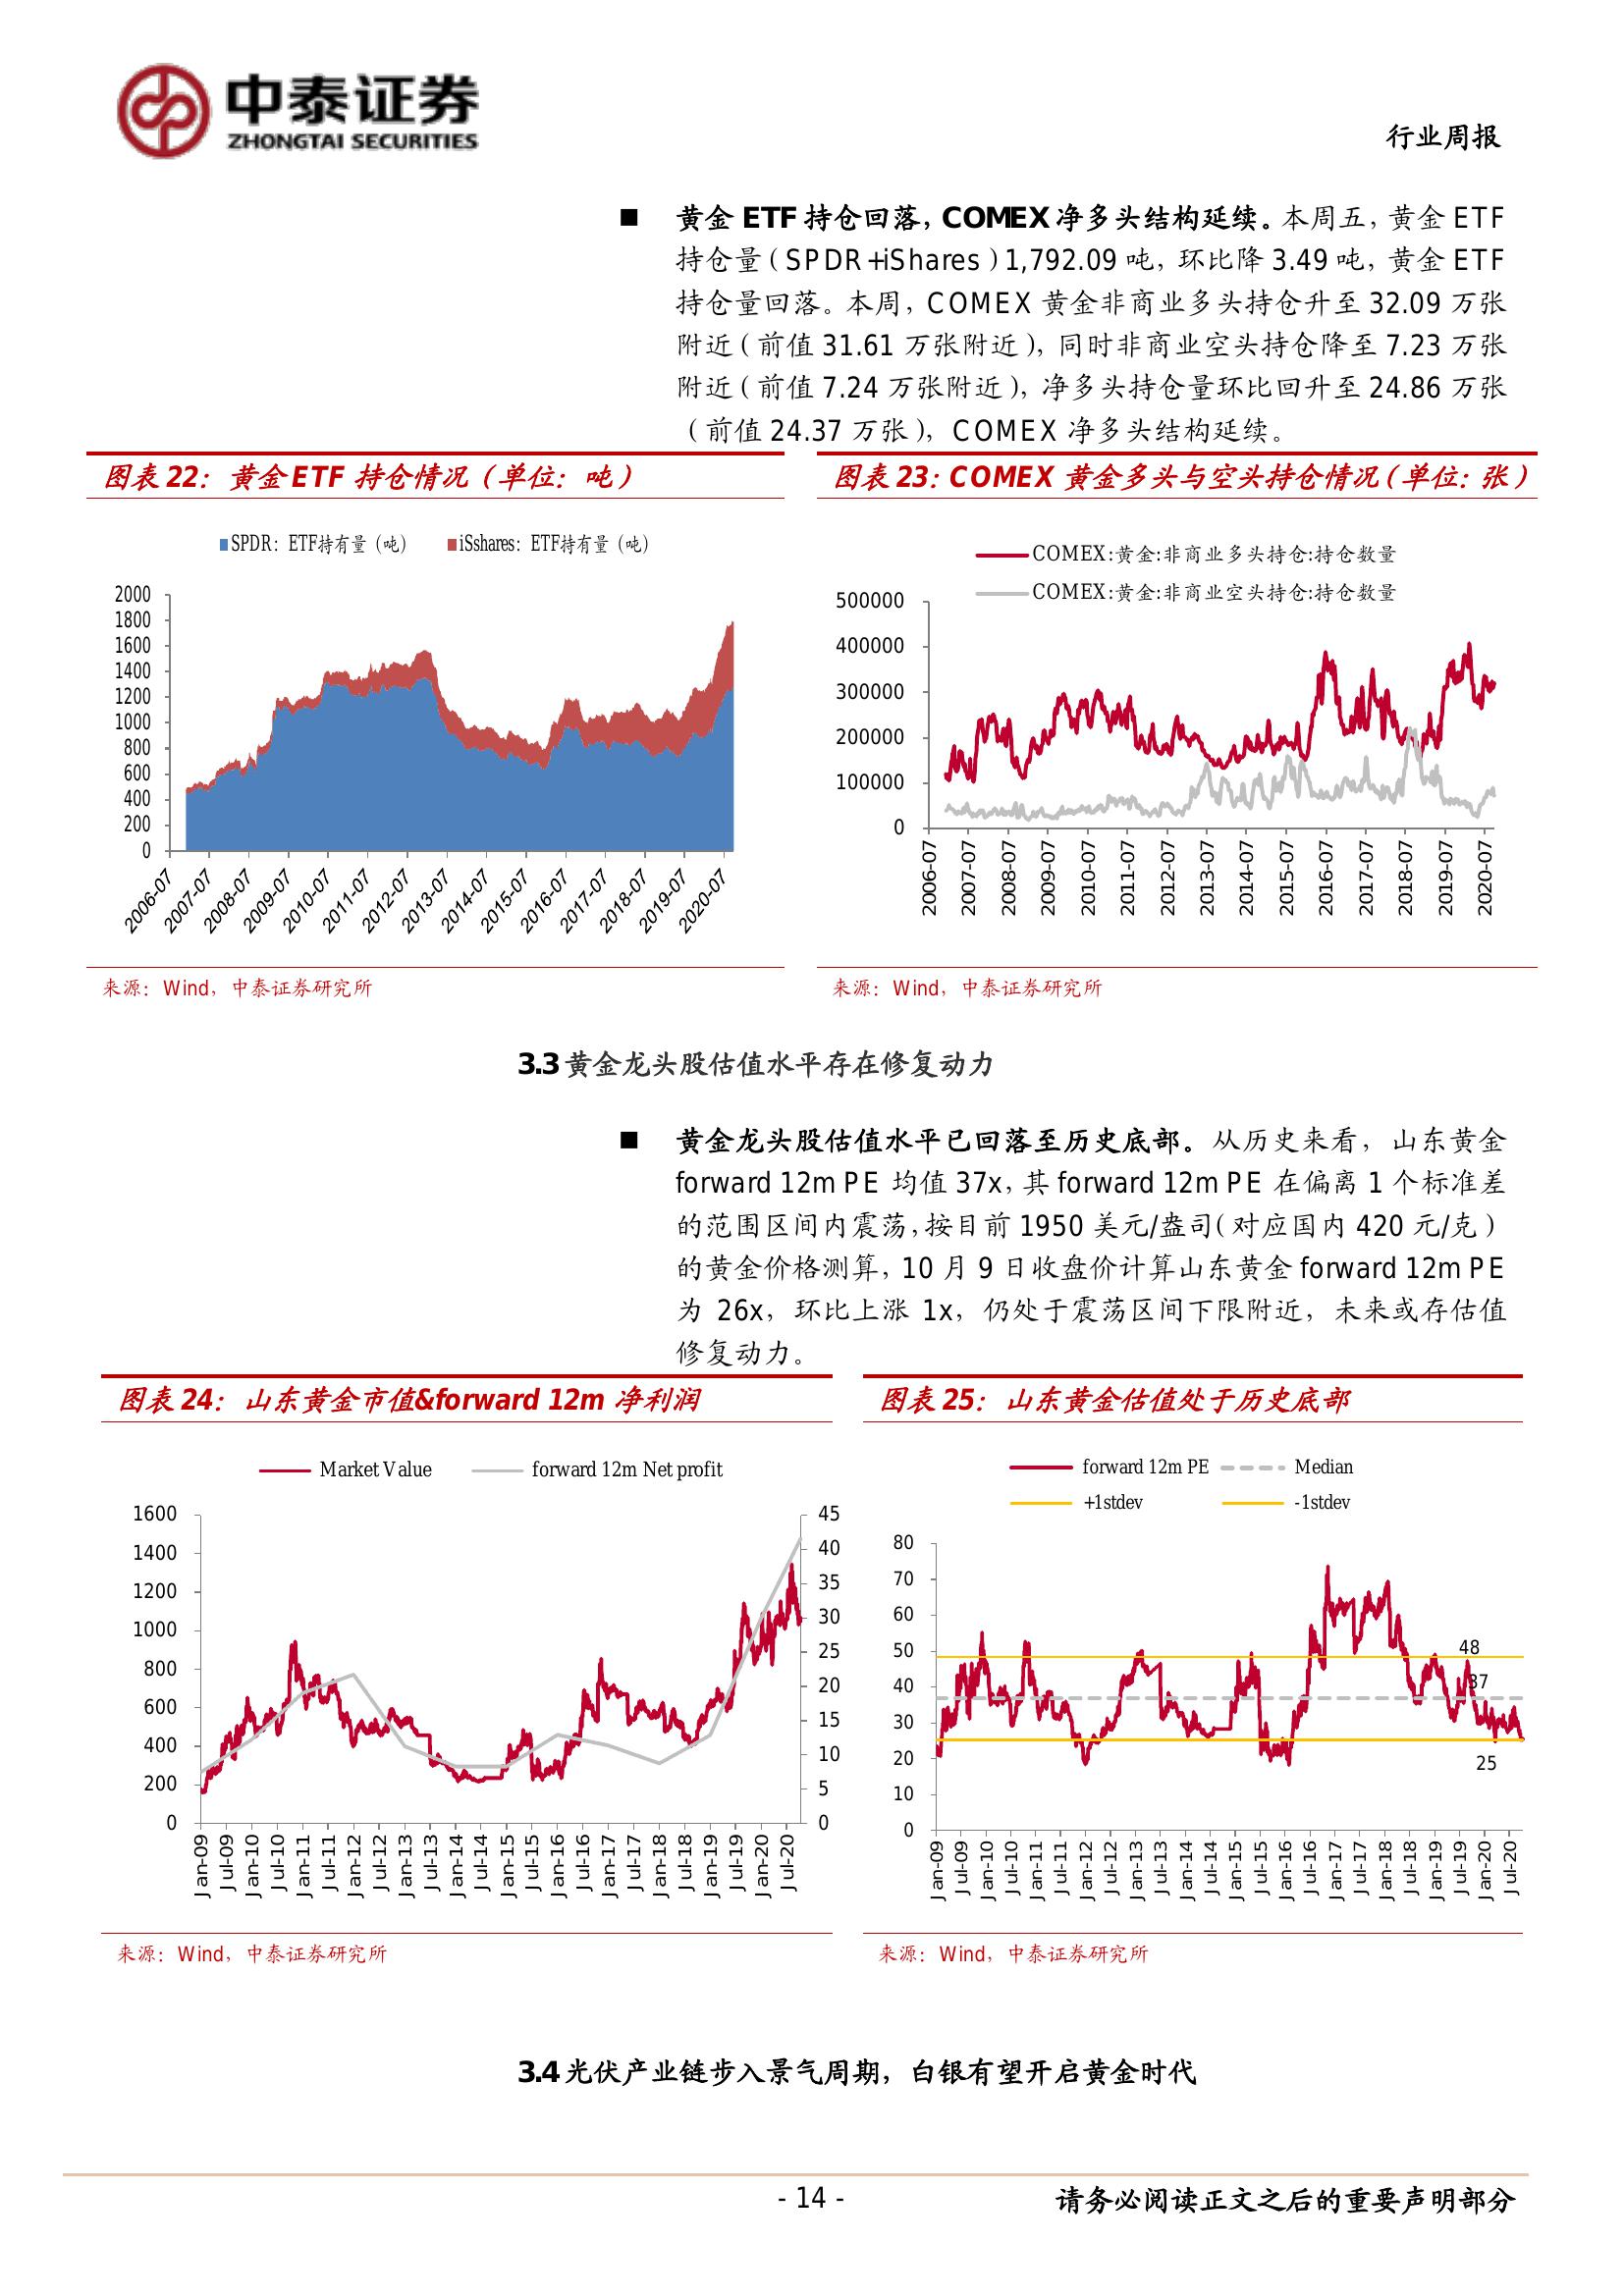 中泰证券
ZHONGTAI SECURITIES
行业周报
■ 黄金 ETF 持仓回落，COMEX 净多头结构延续。本周五，黄金 ETF
持仓量（SPDR+iShares）1,792.09 吨，环比降 3.49 吨，黄金 ETF
持仓量回落。本周，COMEX 黄金非商业多头持仓升至 32.09 万张
附近（前值 31.61 万张附近），同时非商业空头持仓降至 7.23 万张
附近（前值 7.24 万张附近），净多头持仓量环比回升至 24.86 万张
（前值 24.37 万张），COMEX 净多头结构延续。
图表 22：黄金 ETF 持仓情况（单位：吨）
SPDR：ETF持有量（吨） iSshares：ETF持有量（吨）
2000
1800
1600
1400
1200
1000
800
600
400
200
0
2006-07 2007-07 2008-07 2009-07 2010-07 2011-07 2012-07 2013-07 2014-07 2015-07 2016-07 2017-07 2018-07 2019-07 2020-07
来源：Wind，中泰证券研究所
图表 23：COMEX 黄金多头与空头持仓情况（单位：张）
COMEX:黄金:非商业多头持仓:持仓数量
COMEX:黄金:非商业空头持仓:持仓数量
500000
400000
300000
200000
100000
0
2006-07 2007-07 2008-07 2009-07 2010-07 2011-07 2012-07 2013-07 2014-07 2015-07 2016-07 2017-07 2018-07 2019-07 2020-07
来源：Wind，中泰证券研究所
3.3 黄金龙头股估值水平存在修复动力
■ 黄金龙头股估值水平已回落至历史底部。从历史来看，山东黄金
forward 12m PE 均值 37x，其 forward 12m PE 在偏离 1 个标准差
的范围区间内震荡，按目前 1950 美元/盎司（对应国内 420 元/克）
的黄金价格测算，10 月 9 日收盘价计算山东黄金 forward 12m PE
为 26x，环比上涨 1x，仍处于震荡区间下限附近，未来或存估值
修复动力。
图表 24：山东黄金市值&forward 12m 净利润
Market Value forward 12m Net profit
1600
1400
1200
1000
800
600
400
200
0
45
40
35
30
25
20
15
10
5
0
Jan-09 Jul-09 Jan-10 Jul-10 Jan-11 Jul-11 Jan-12 Jul-12 Jan-13 Jul-13 Jan-14 Jul-14 Jan-15 Jul-15 Jan-16 Jul-16 Jan-17 Jul-17 Jan-18 Jul-18 Jan-19 Jul-19 Jan-20 Jul-20
来源：Wind，中泰证券研究所
图表 25：山东黄金估值处于历史底部
forward 12m PE Median
+1stdev -1stdev
80
70
60
50
40
30
20
10
0
48
37
25
Jan-09 Jul-09 Jan-10 Jul-10 Jan-11 Jul-11 Jan-12 Jul-12 Jan-13 Jul-13 Jan-14 Jul-14 Jan-15 Jul-15 Jan-16 Jul-16 Jan-17 Jul-17 Jan-18 Jul-18 Jan-19 Jul-19 Jan-20 Jul-20
来源：Wind，中泰证券研究所
3.4 光伏产业链步入景气周期，白银有望开启黄金时代
- 14 -
请务必阅读正文之后的重要声明部分